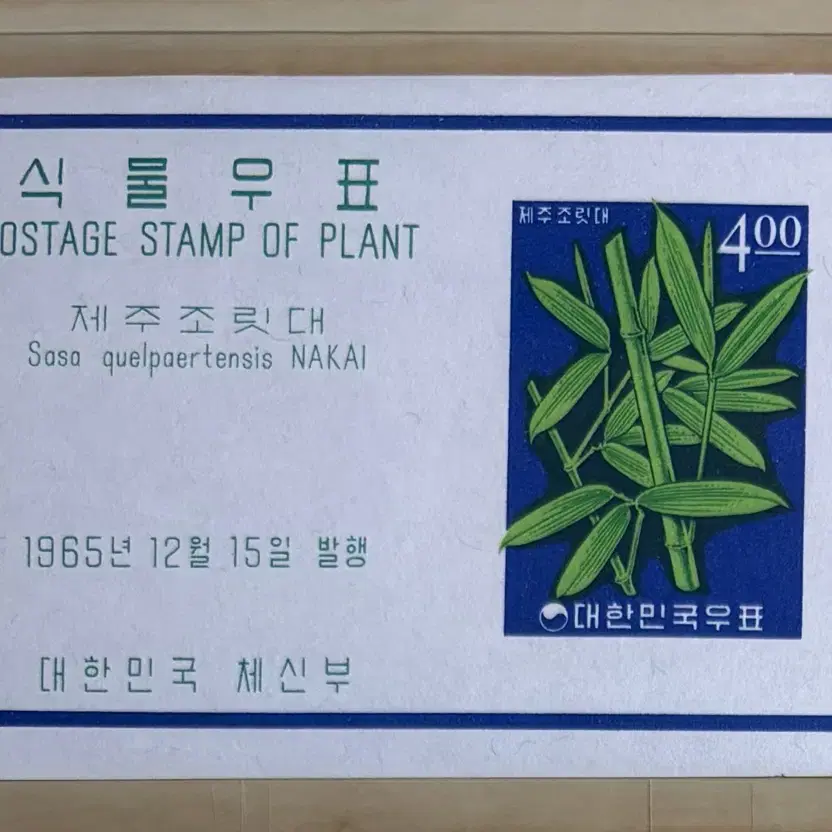 식물우표
OSTAGE STAMP OF PLANT
제주조릿대
Sasa quelpaertensis NAKAI
1965년 12월 15일 발행
대한민국 체신부
제주조릿대
4.00
대한민국우표